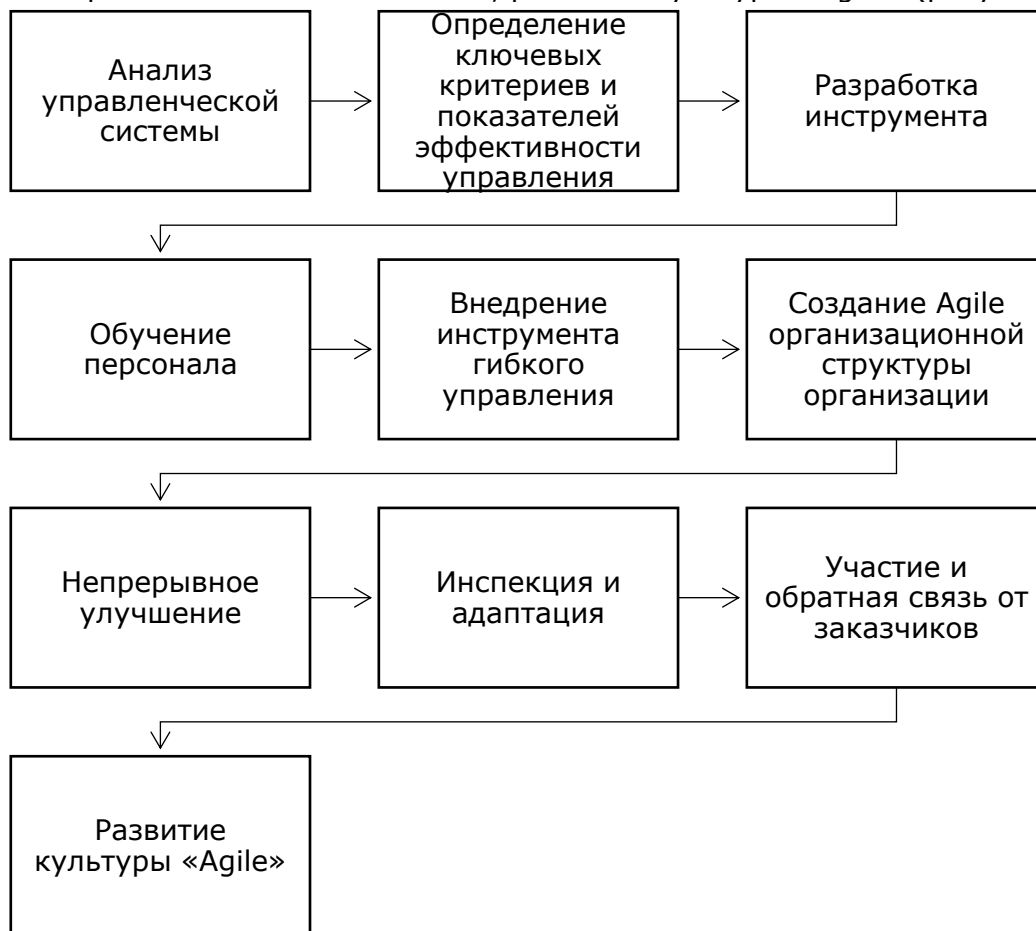 Анализ
управленческой
системы
Определение
ключевых
критериев и
показателей
эффективности
управления
Разработка
инструмента
Обучение
персонала
Внедрение
инструмента
гибкого
управления
Создание Agile
организационной
структуры
организации
Непрерывное
улучшение
Инспекция и
адаптация
Участие и
обратная связь от
заказчиков
Развитие
культуры «Agile»